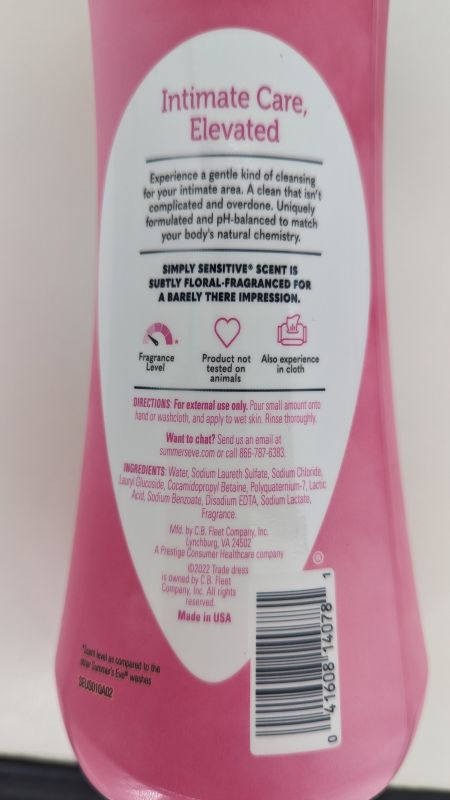 Intimate Care,
Elevated
Experience a gentle kind of cleansing
for your intimate area. A clean that isn't
complicated and overdone. Uniquely
formulated and pH-balanced to match
your body's natural chemistry.
SIMPLY SENSITIVE® SCENT IS
SUBTLY FLORAL-FRAGRANCED FOR
A BARELY THERE IMPRESSION.
Fragrance
Level
*
Product not
tested on
animals
Also experience
in cloth
DIRECTIONS: For external use only. Pour small amount onto
hand or washcloth, and apply to wet skin. Rinse thoroughly.
Want to chat? Send us an email at
summerseve.com or call 866-787-6383.
INGREDIENTS: Water, Sodium Laureth Sulfate, Sodium Chloride,
Lauryl Glucoside, Cocamidopropyl Betaine, Polyquaternium-7, Lactic
Acid, Sodium Benzoate, Disodium EDTA, Sodium Lactate,
Fragrance.
Mfd. by C.B. Fleet Company, Inc.
Lynchburg, VA 24502
A Prestige Consumer Healthcare company
©2022 Trade dress
is owned by C.B. Fleet
Company, Inc. All rights
reserved.
Made in USA
®
*Scent level as compared to the
other Summer's Eve® washes
SEUS010A02
0 41608 14078 1